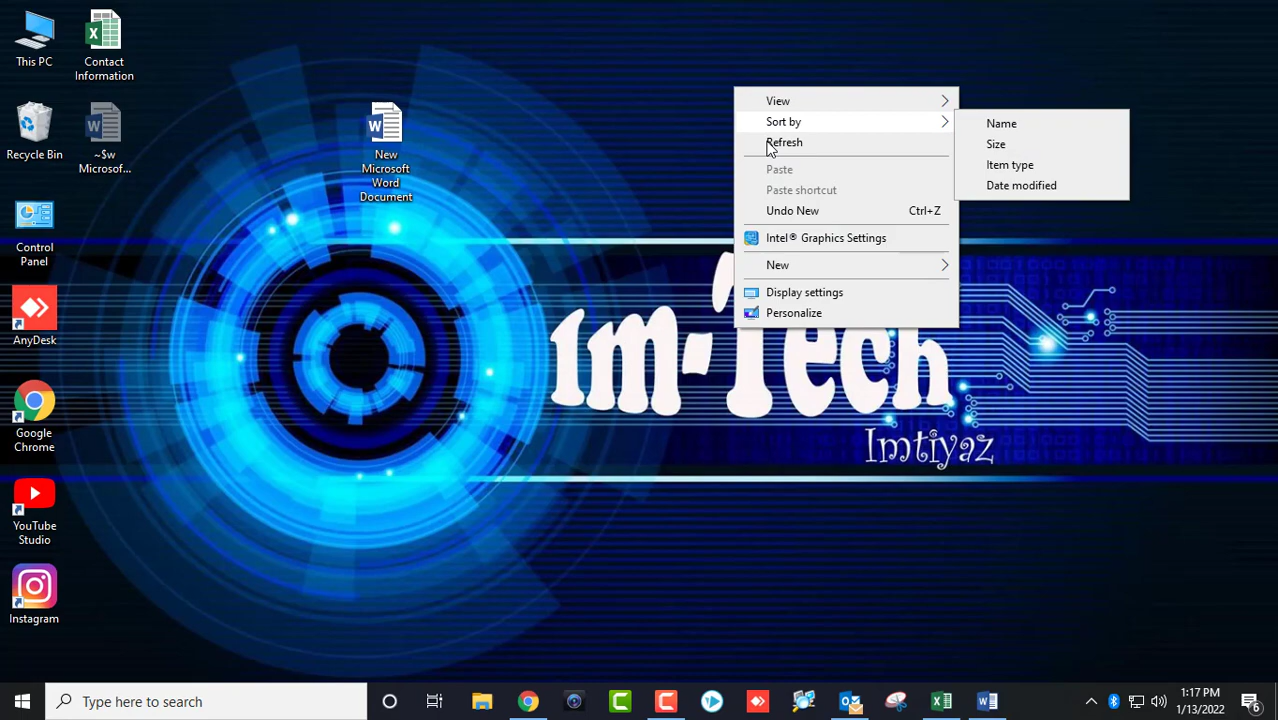 This PC
Contact
Information
Recycle Bin
~$w
Microsof...
New
Microsoft
Word
Document
Control
Panel
AnyDesk
Google
Chrome
YouTube
Studio
Instagram
View
Sort by
Refresh
Paste
Paste shortcut
Undo New Ctrl+Z
Intel® Graphics Settings
New
Display settings
Personalize
Name
Size
Item type
Date modified
Im-Tech
Imtiyaz
Type here to search
1:17 PM
1/13/2022
6